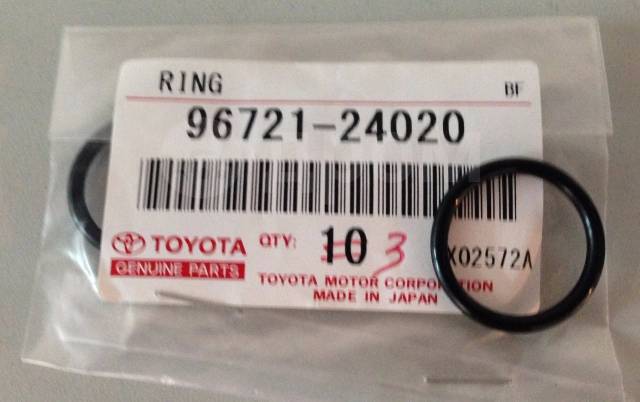 RING BF
96721-24020
TOYOTA QTY: 10 3 X02572A
GENUINE PARTS
TOYOTA MOTOR CORPORATION
MADE IN JAPAN